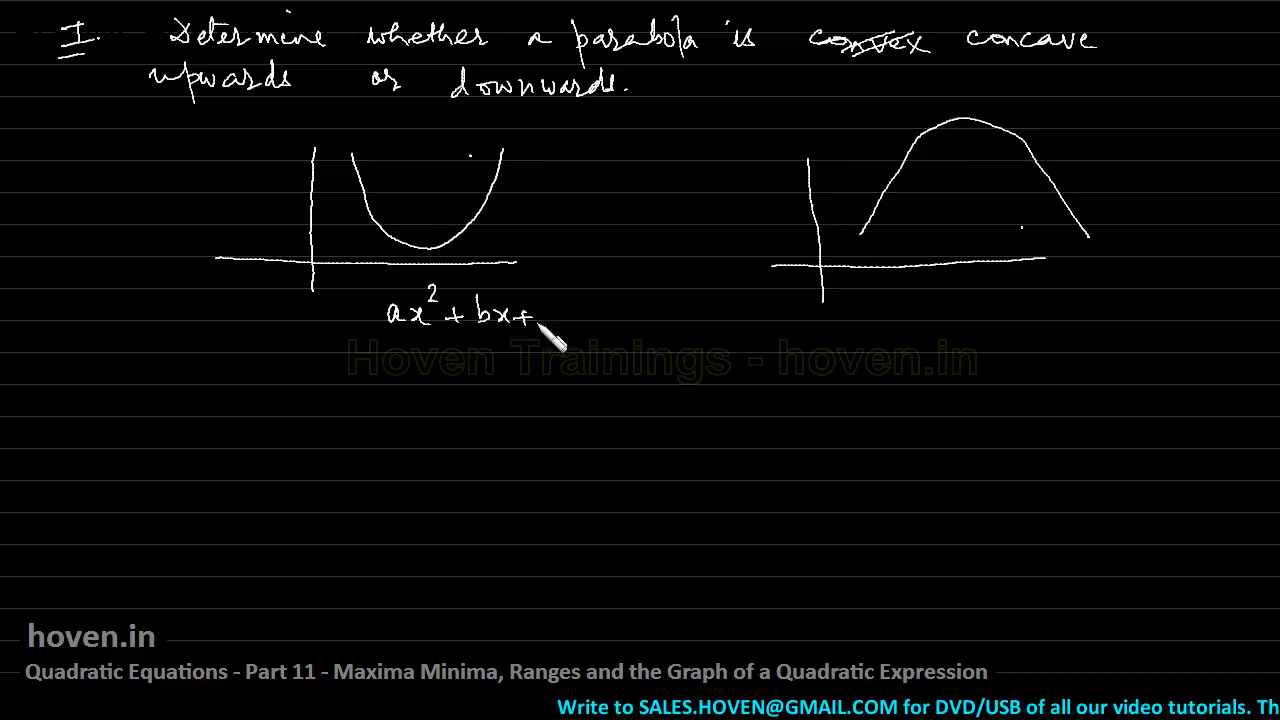 I. Determine whether a parabola is convex concave
upwards or downwards.
ax² + bx +
Hoven Trainings - hoven.in
hoven.in
Quadratic Equations - Part 11 - Maxima Minima, Ranges and the Graph of a Quadratic Expression
Write to SALES.HOVEN@GMAIL.COM for DVD/USB of all our video tutorials. Th